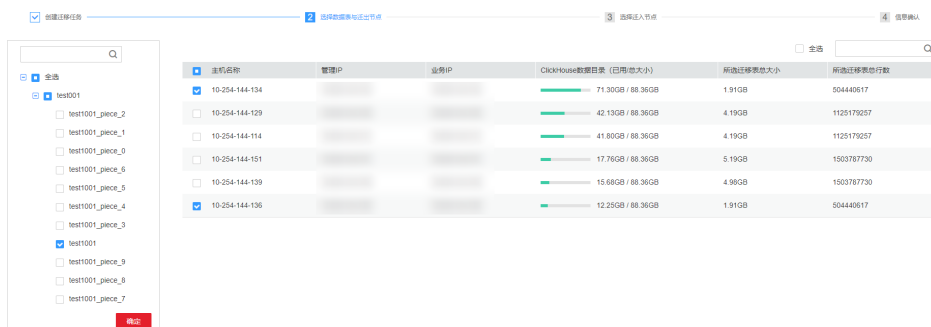 创建迁移任务 2 选择数据表与迁出节点 3 选择迁入节点 4 信息确认
全选
全选
test001
test1001_piece_2
test1001_piece_1
test1001_piece_0
test1001_piece_6
test1001_piece_5
test1001_piece_4
test1001_piece_3
test1001
test1001_piece_9
test1001_piece_8
test1001_piece_7
确定
主机名称 管理IP 业务IP ClickHouse数据目录（已用/总大小） 所选迁移表总大小 所选迁移表总行数
10-254-144-134 71.30GB / 88.36GB 1.91GB 504440617
10-254-144-129 42.13GB / 88.36GB 4.19GB 1125179257
10-254-144-114 41.80GB / 88.36GB 4.19GB 1125179257
10-254-144-151 17.76GB / 88.36GB 5.19GB 1503787730
10-254-144-139 15.68GB / 88.36GB 4.98GB 1503787730
10-254-144-136 12.25GB / 88.36GB 1.91GB 504440617